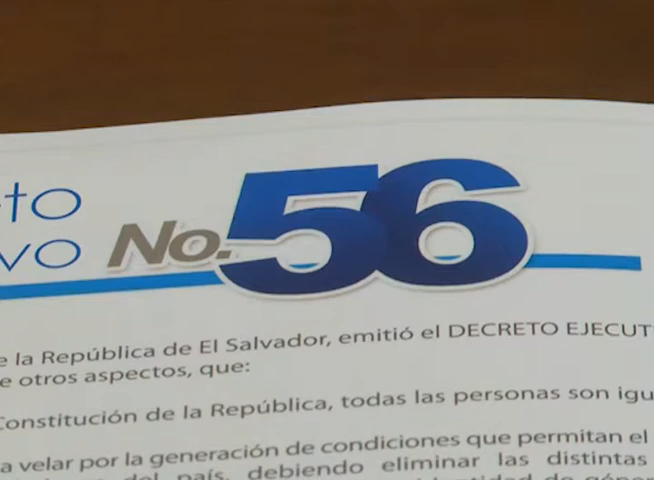 eto
vo No. 56
e la República de El Salvador, emitió el DECRETO EJECUT
e otros aspectos, que:
Constitución de la República, todas las personas son igu
a velar por la generación de condiciones que permitan el
del país, debiendo eliminar las distintas